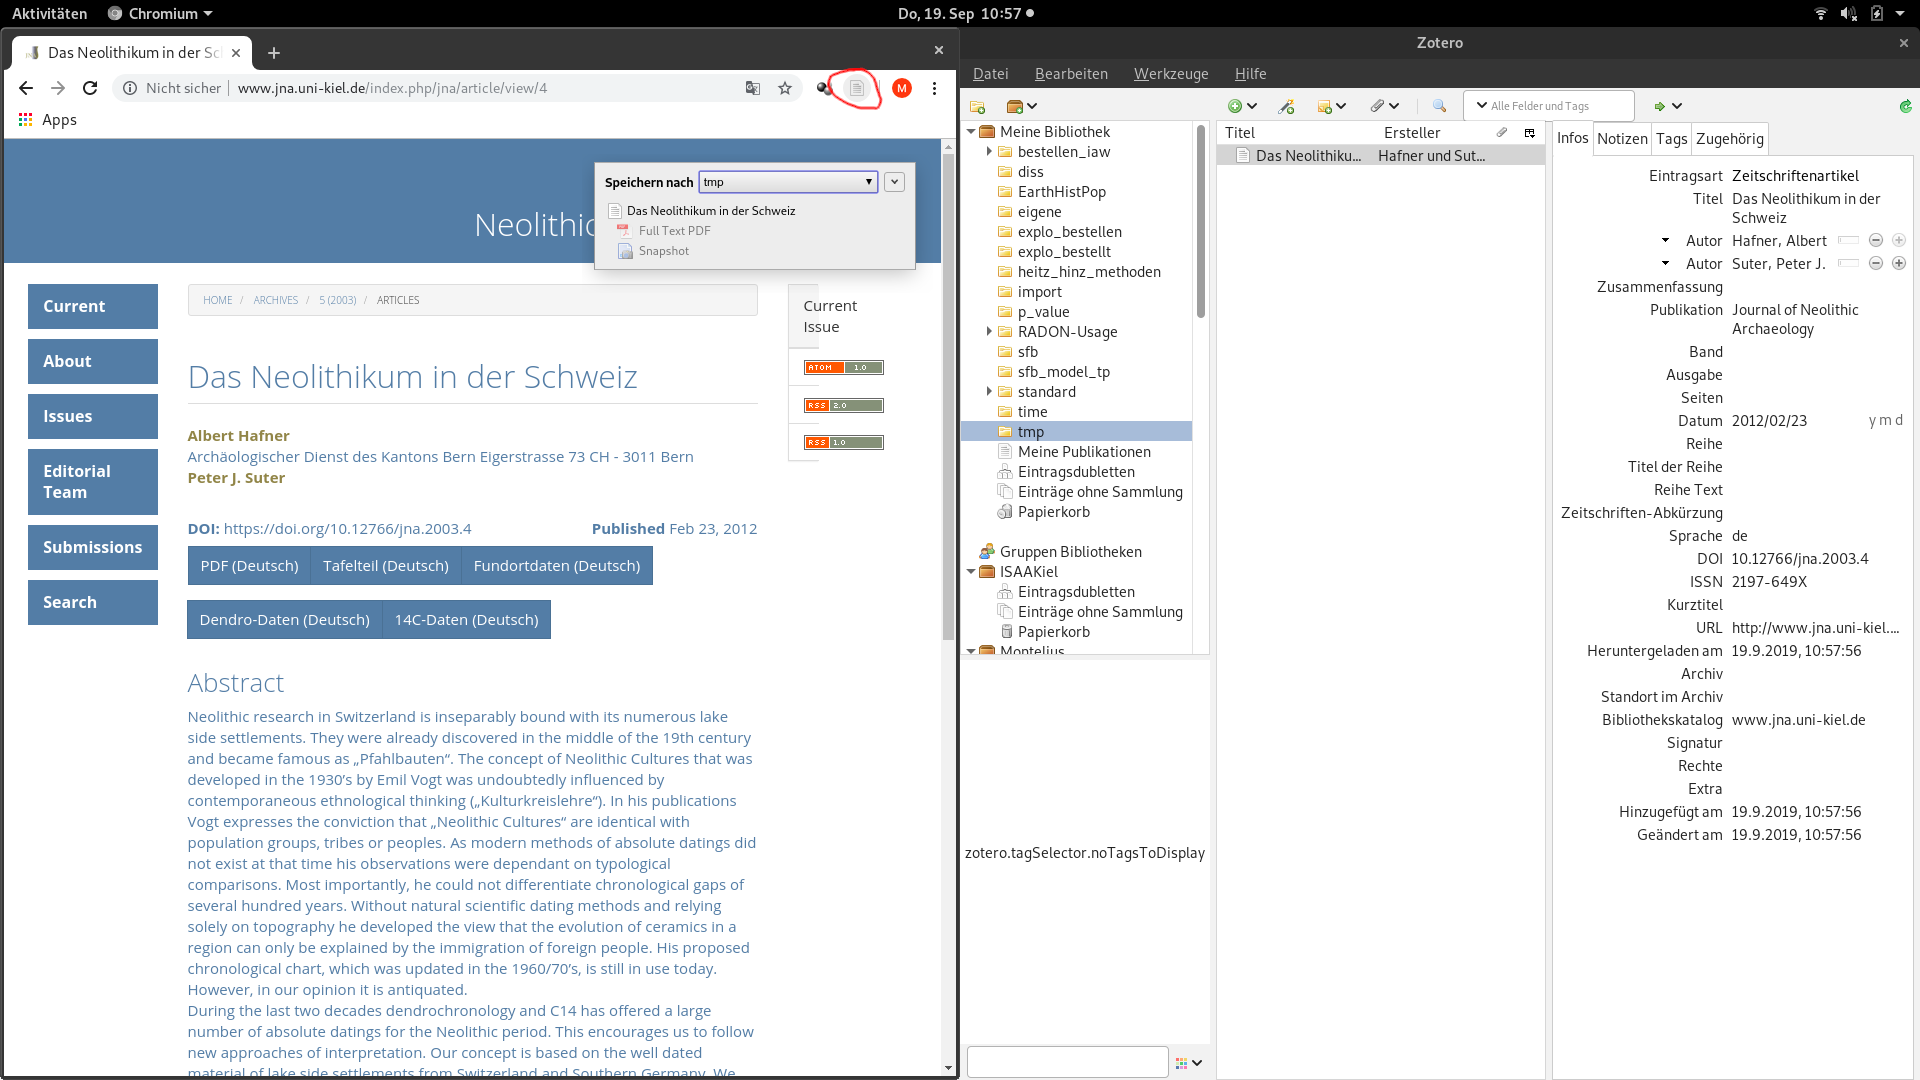 Aktivitäten
Chromium
Do, 19. Sep 10:57
Das Neolithikum in der Sc
Nicht sicher
www.jna.uni-kiel.de/index.php/jna/article/view/4
M
Apps
Neolithic
Speichern nach
tmp
Das Neolithikum in der Schweiz
Full Text PDF
Snapshot
Current
About
Issues
Editorial
Team
Submissions
Search
HOME / ARCHIVES / 5 (2003) / ARTICLES
Das Neolithikum in der Schweiz
Albert Hafner
Archäologischer Dienst des Kantons Bern Eigerstrasse 73 CH - 3011 Bern
Peter J. Suter
DOI: https://doi.org/10.12766/jna.2003.4
Published Feb 23, 2012
PDF (Deutsch)
Tafelteil (Deutsch)
Fundortdaten (Deutsch)
Dendro-Daten (Deutsch)
14C-Daten (Deutsch)
Abstract
Neolithic research in Switzerland is inseparably bound with its numerous lake
side settlements. They were already discovered in the middle of the 19th century
and became famous as „Pfahlbauten“. The concept of Neolithic Cultures that was
developed in the 1930’s by Emil Vogt was undoubtedly influenced by
contemporaneous ethnological thinking („Kulturkreislehre“). In his publications
Vogt expresses the conviction that „Neolithic Cultures“ are identical with
population groups, tribes or peoples. As modern methods of absolute datings did
not exist at that time his observations were dependant on typological
comparisons. Most importantly, he could not differentiate chronological gaps of
several hundred years. Without natural scientific dating methods and relying
solely on topography he developed the view that the evolution of ceramics in a
region can only be explained by the immigration of foreign people. His proposed
chronological chart, which was updated in the 1960/70’s, is still in use today.
However, in our opinion it is antiquated.
During the last two decades dendrochronology and C14 has offered a large
number of absolute datings for the Neolithic period. This encourages us to follow
new approaches of interpretation. Our concept is based on the well dated
material of lake side settlements from Switzerland and Southern Germany. We
Current
Issue
ATOM 1.0
RSS 2.0
RSS 1.0
Zotero
Datei
Bearbeiten
Werkzeuge
Hilfe
Alle Felder und Tags
Meine Bibliothek
bestellen_iaw
diss
EarthHistPop
eigene
explo_bestellen
explo_bestellt
heitz_hinz_methoden
import
p_value
RADON-Usage
sfb
sfb_model_tp
standard
time
tmp
Meine Publikationen
Eintragsdubletten
Einträge ohne Sammlung
Papierkorb
Gruppen Bibliotheken
ISAAKiel
Eintragsdubletten
Einträge ohne Sammlung
Papierkorb
Montelius
zotero.tagSelector.noTagsToDisplay
Titel
Ersteller
Das Neolithiku...
Hafner und Sut...
Infos
Notizen
Tags
Zugehörig
Eintragsart Zeitschriftenartikel
Titel Das Neolithikum in der
Schweiz
Autor Hafner, Albert
Autor Suter, Peter J.
Zusammenfassung
Publikation Journal of Neolithic
Archaeology
Band
Ausgabe
Seiten
Datum 2012/02/23 y m d
Reihe
Titel der Reihe
Reihe Text
Zeitschriften-Abkürzung
Sprache de
DOI 10.12766/jna.2003.4
ISSN 2197-649X
Kurztitel
URL http://www.jna.uni-kiel....
Heruntergeladen am 19.9.2019, 10:57:56
Archiv
Standort im Archiv
Bibliothekskatalog www.jna.uni-kiel.de
Signatur
Rechte
Extra
Hinzugefügt am 19.9.2019, 10:57:56
Geändert am 19.9.2019, 10:57:56